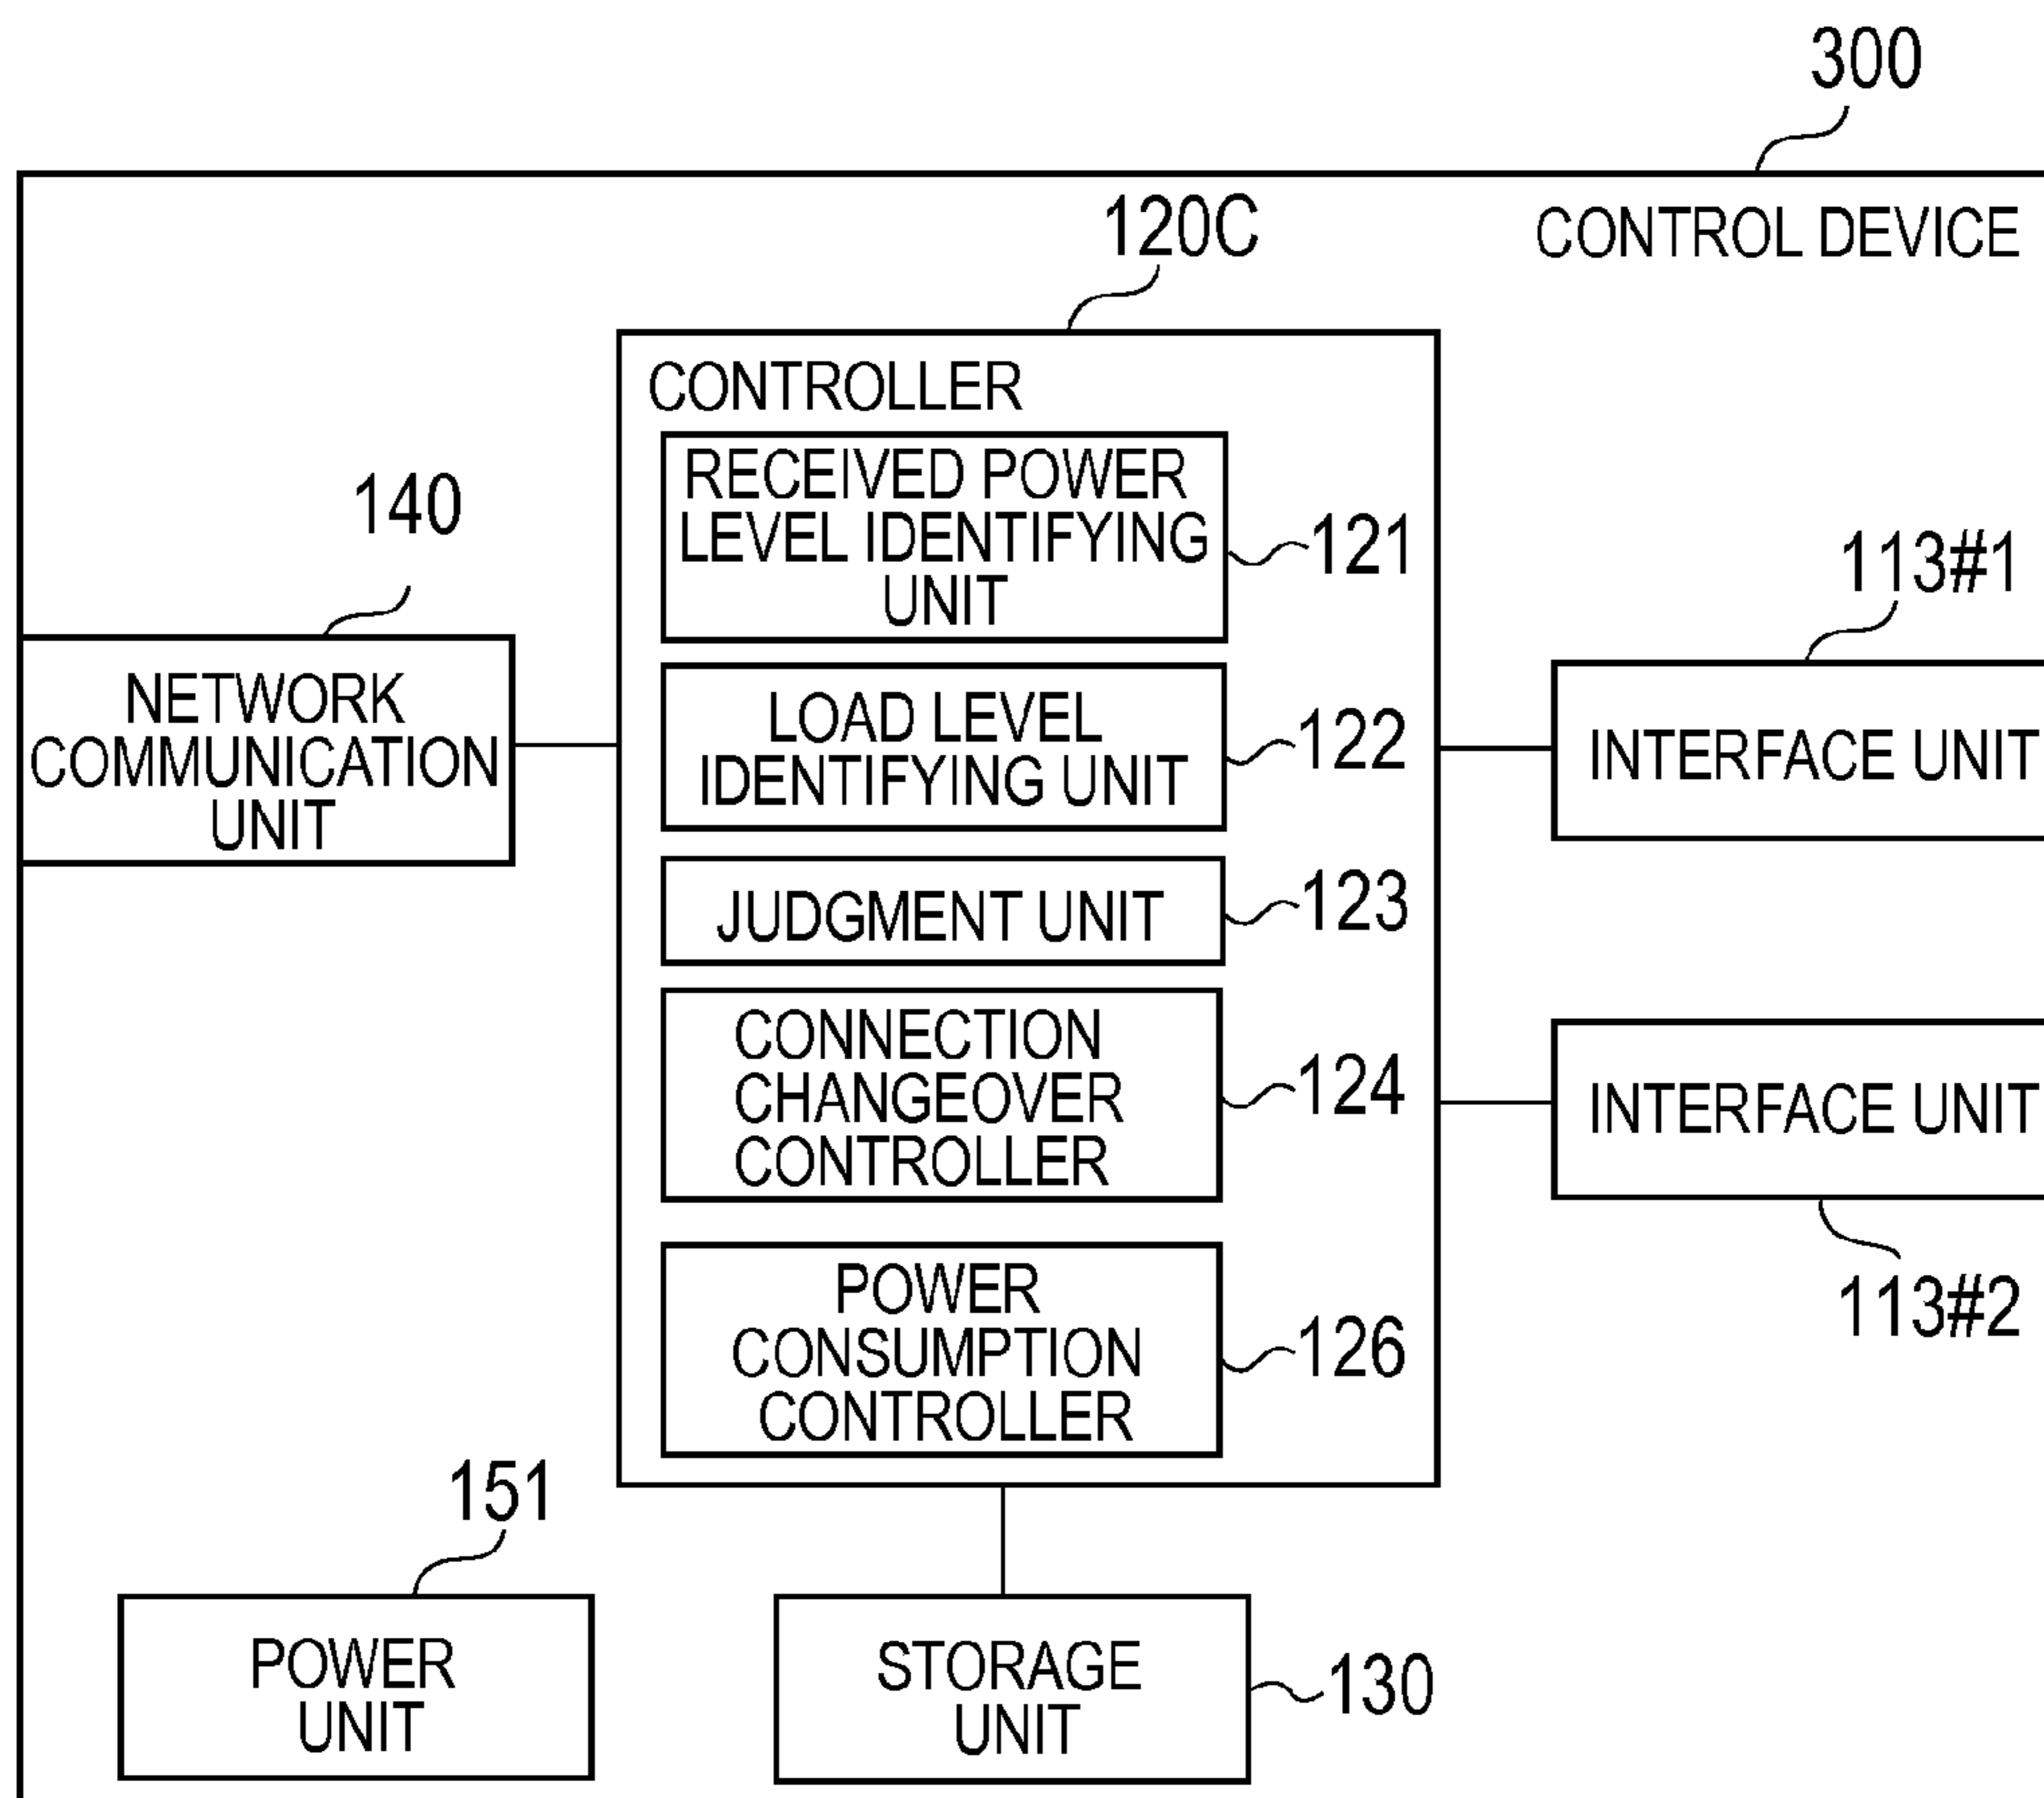 300
CONTROL DEVICE
120C
CONTROLLER
RECEIVED POWER
LEVEL IDENTIFYING
UNIT
121
140
NETWORK
COMMUNICATION
UNIT
LOAD LEVEL
IDENTIFYING UNIT
122
113#1
INTERFACE UNIT
JUDGMENT UNIT
123
CONNECTION
CHANGEOVER
CONTROLLER
124
INTERFACE UNIT
113#2
POWER
CONSUMPTION
CONTROLLER
126
151
POWER
UNIT
STORAGE
UNIT
130